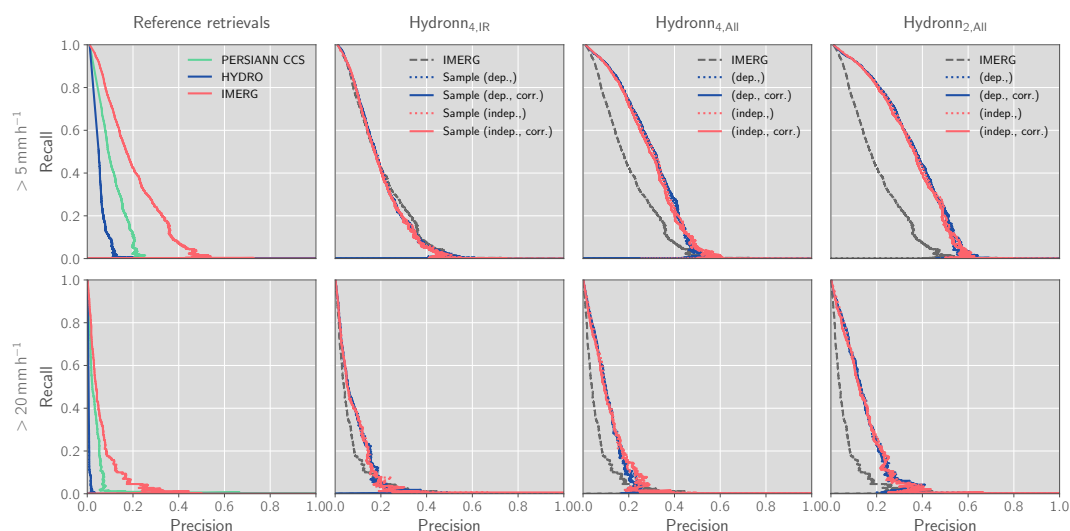 Reference retrievals
Hydronn4,IR
Hydronn4,All
Hydronn2,All
> 5 mm h−1
Recall
1.0
0.8
0.6
0.4
0.2
0.0
PERSIANN CCS
HYDRO
IMERG
IMERG
Sample (dep.,)
Sample (dep., corr.)
Sample (indep.,)
Sample (indep., corr.)
IMERG
(dep.,)
(dep., corr.)
(indep.,)
(indep., corr.)
IMERG
(dep.,)
(dep., corr.)
(indep.,)
(indep., corr.)
> 20 mm h−1
Recall
1.0
0.8
0.6
0.4
0.2
0.0
0.0 0.2 0.4 0.6 0.8 1.0
0.0 0.2 0.4 0.6 0.8 1.0
0.0 0.2 0.4 0.6 0.8 1.0
0.0 0.2 0.4 0.6 0.8 1.0
Precision
Precision
Precision
Precision